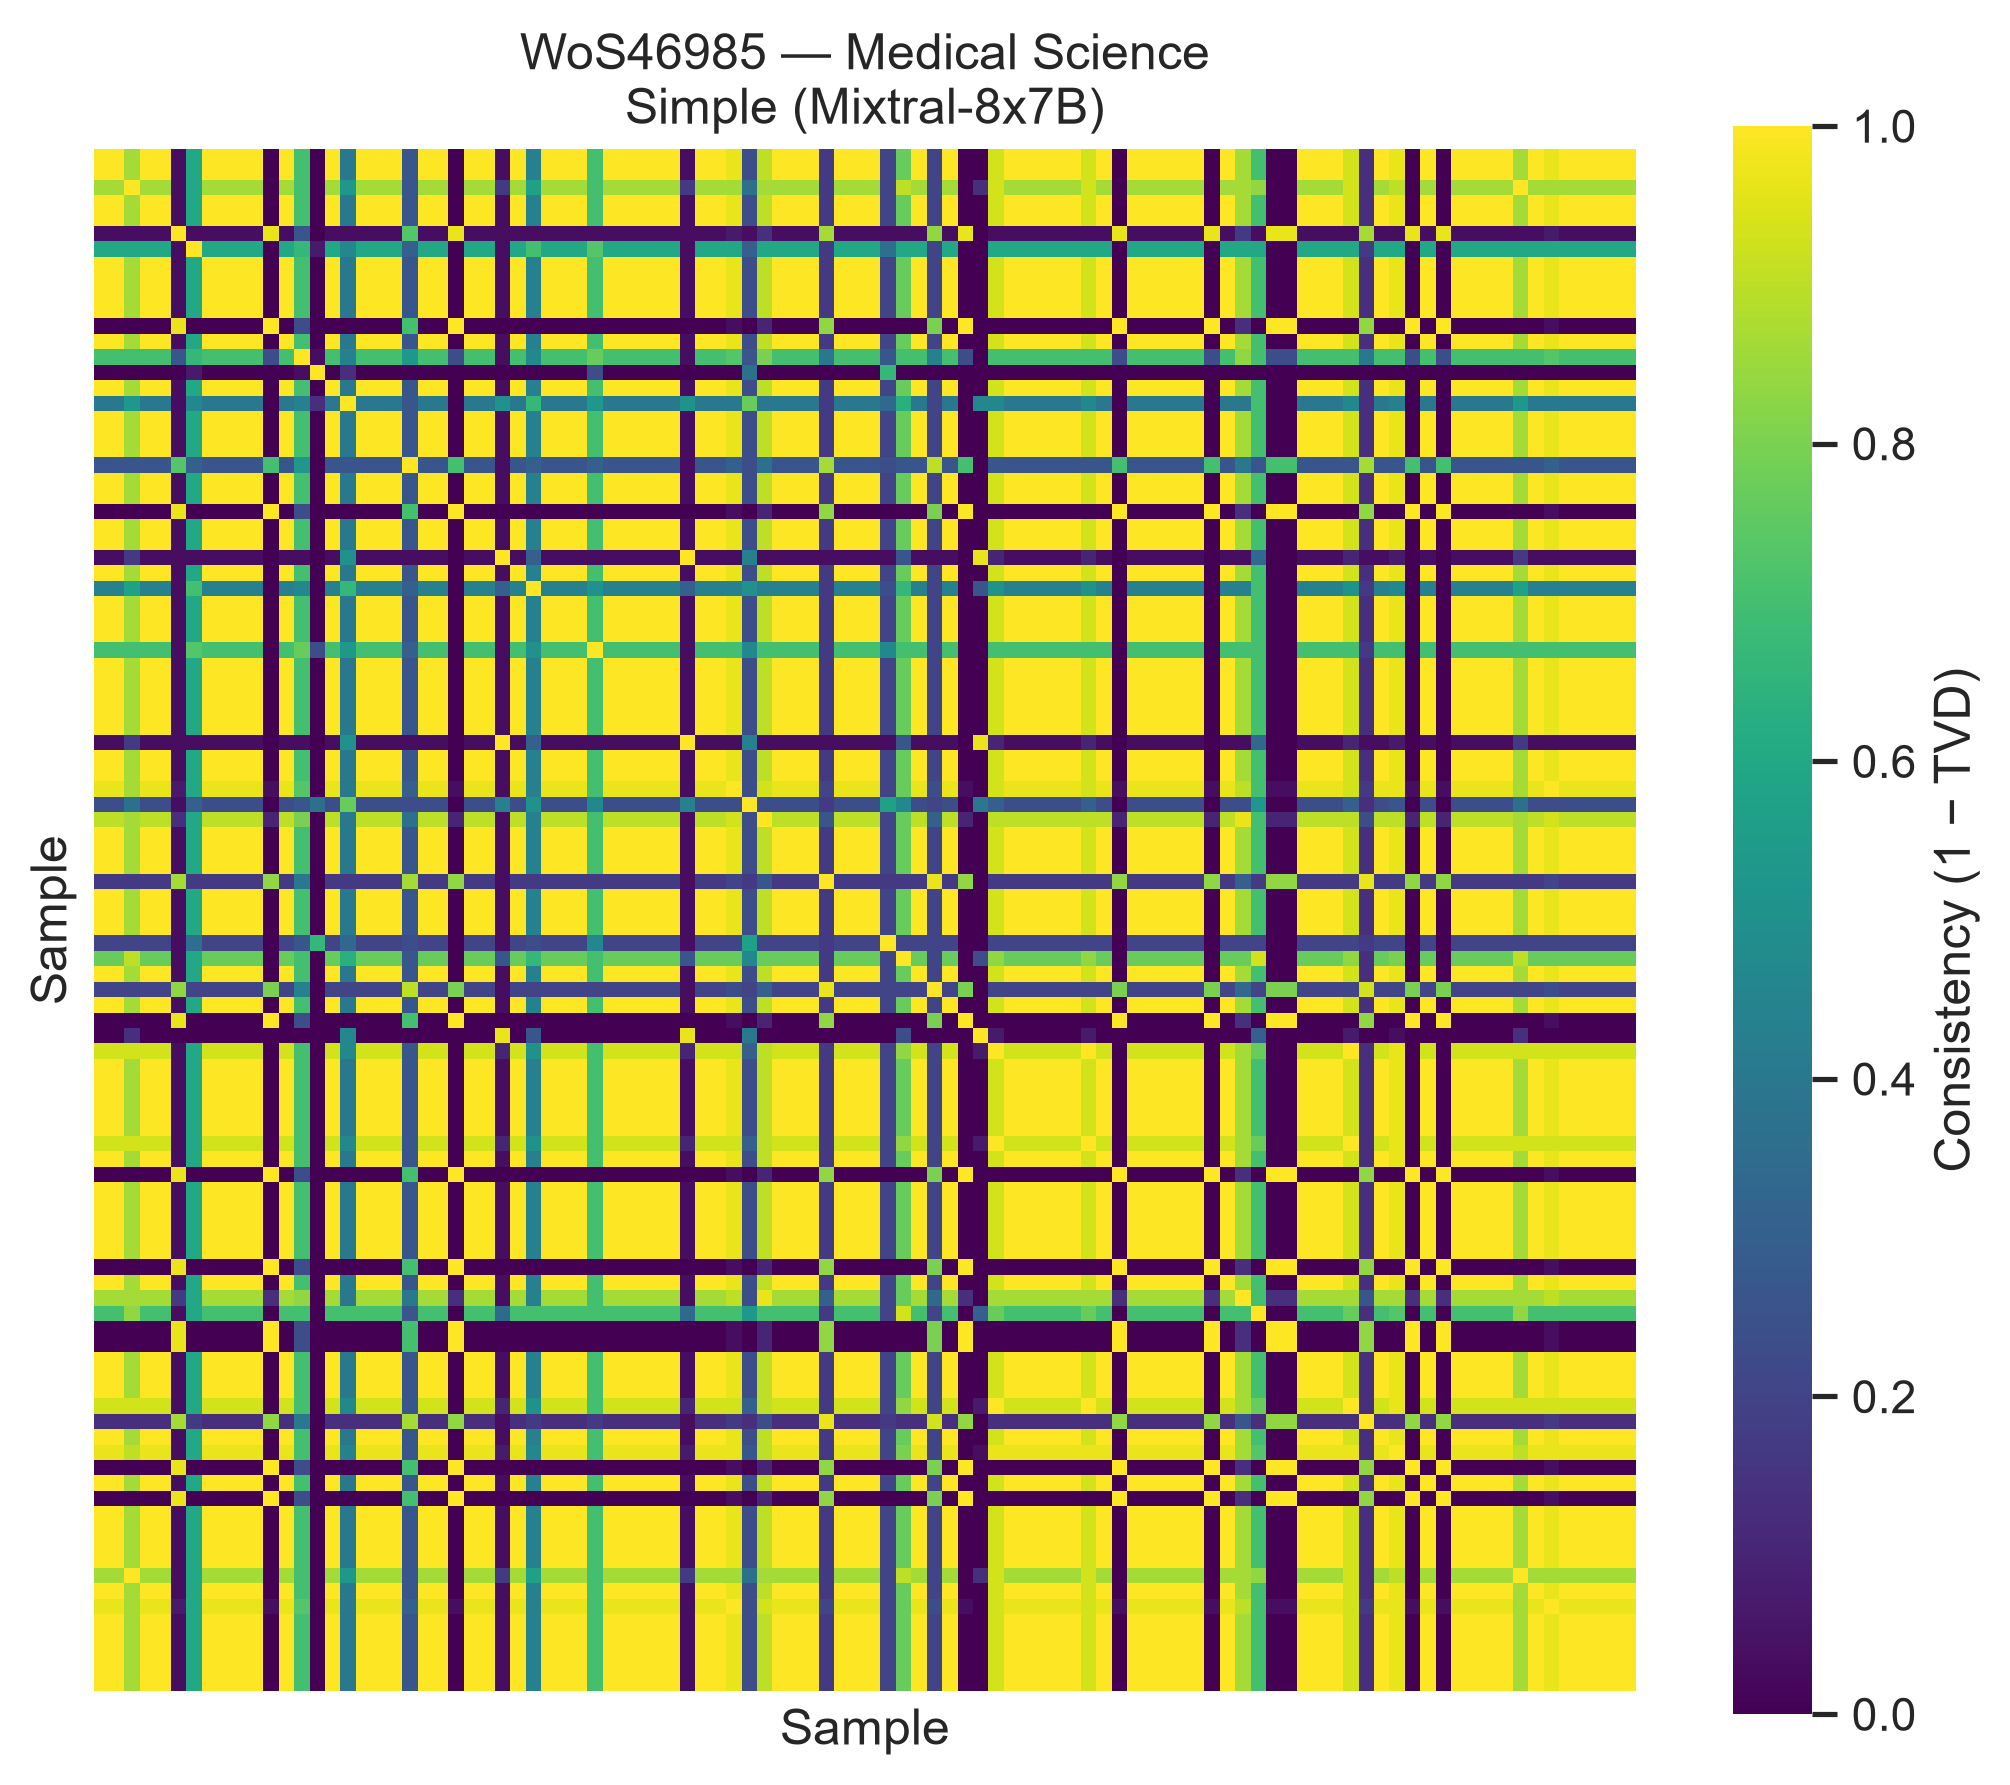 WoS46985 — Medical Science
Simple (Mixtral-8x7B)
Sample
Sample
1.0
0.8
0.6
0.4
0.2
0.0
Consistency (1 − TVD)